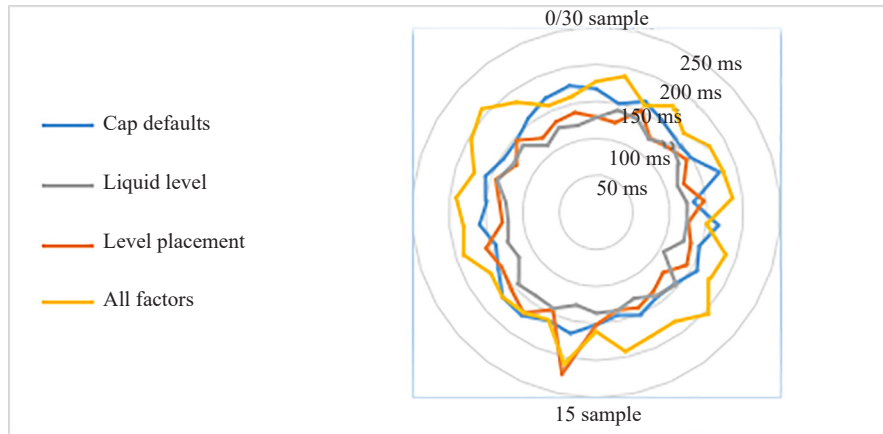 0/30 sample
250 ms
200 ms
150 ms
100 ms
50 ms
Cap defaults
Liquid level
Level placement
All factors
15 sample